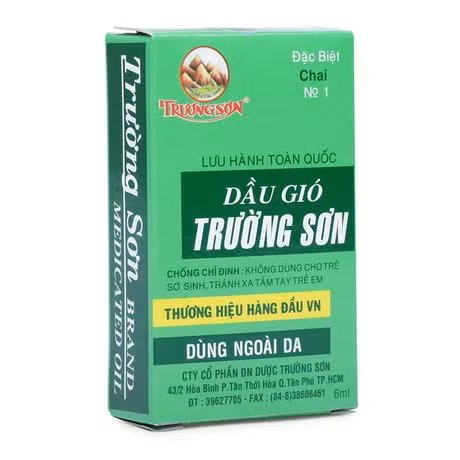 Trường Sơn BRAND
MEDICATED OIL
TRƯỜNG SƠN
Đặc Biệt
Chai
No 1
LƯU HÀNH TOÀN QUỐC
DẦU GIÓ
TRƯỜNG SƠN
CHỐNG CHỈ ĐỊNH : KHÔNG DÙNG CHO TRẺ
SƠ SINH, TRÁNH XA TẦM TAY TRẺ EM
THƯƠNG HIỆU HÀNG ĐẦU VN
DÙNG NGOÀI DA
CTY CỔ PHẦN ĐN DƯỢC TRƯỜNG SƠN
43/2 Hòa Bình P.Tân Thới Hòa Q.Tân Phú TP.HCM
ĐT : 39627705 - FAX : (84-8)38606461
6ml